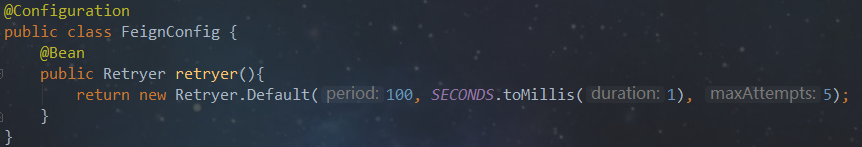 @Configuration
public class FeignConfig {
    @Bean
    public Retryer retryer(){
        return new Retryer.Default( period: 100, SECONDS.toMillis( duration: 1), maxAttempts: 5);
    }
}